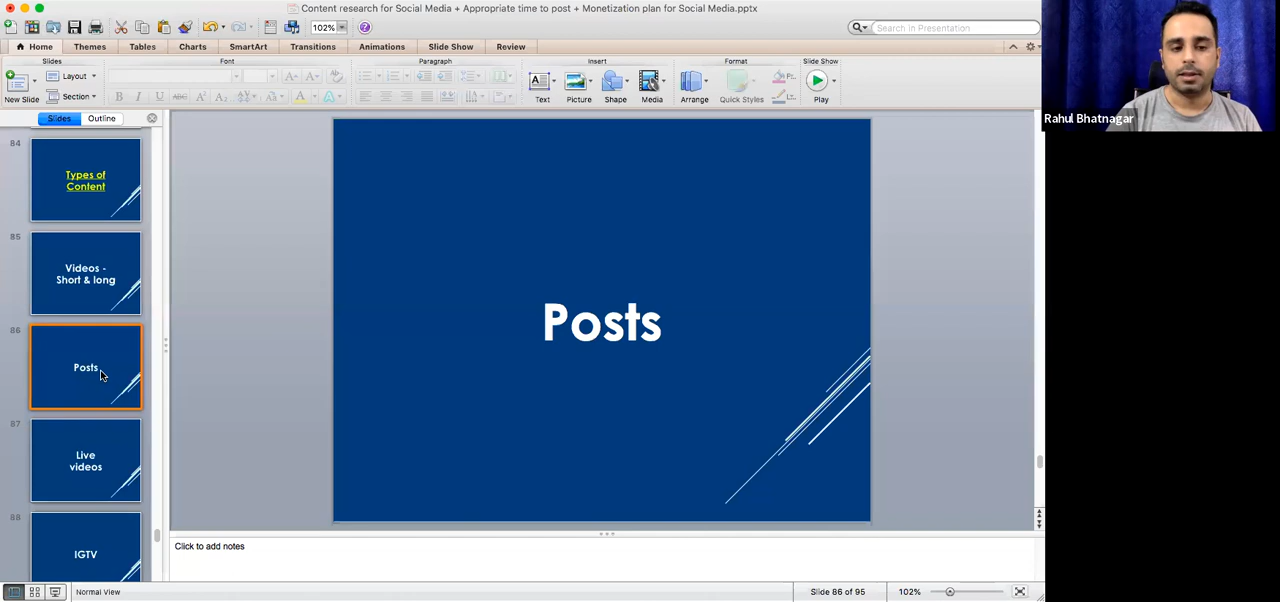 Content research for Social Media + Appropriate time to post + Monetization plan for Social Media.pptx
102%
Search in Presentation
Home Themes Tables Charts SmartArt Transitions Animations Slide Show Review
Slides Font Paragraph Insert Format Slide Show
Layout
Section
New Slide Text Picture Shape Media Arrange Quick Styles Play
B I U ABC A² A₂
Slides Outline
84
Types of
Content
85
Videos -
Short & long
86
Posts
87
Live
videos
88
IGTV
Posts
Click to add notes
Normal View Slide 86 of 95 102%
Rahul Bhatnagar